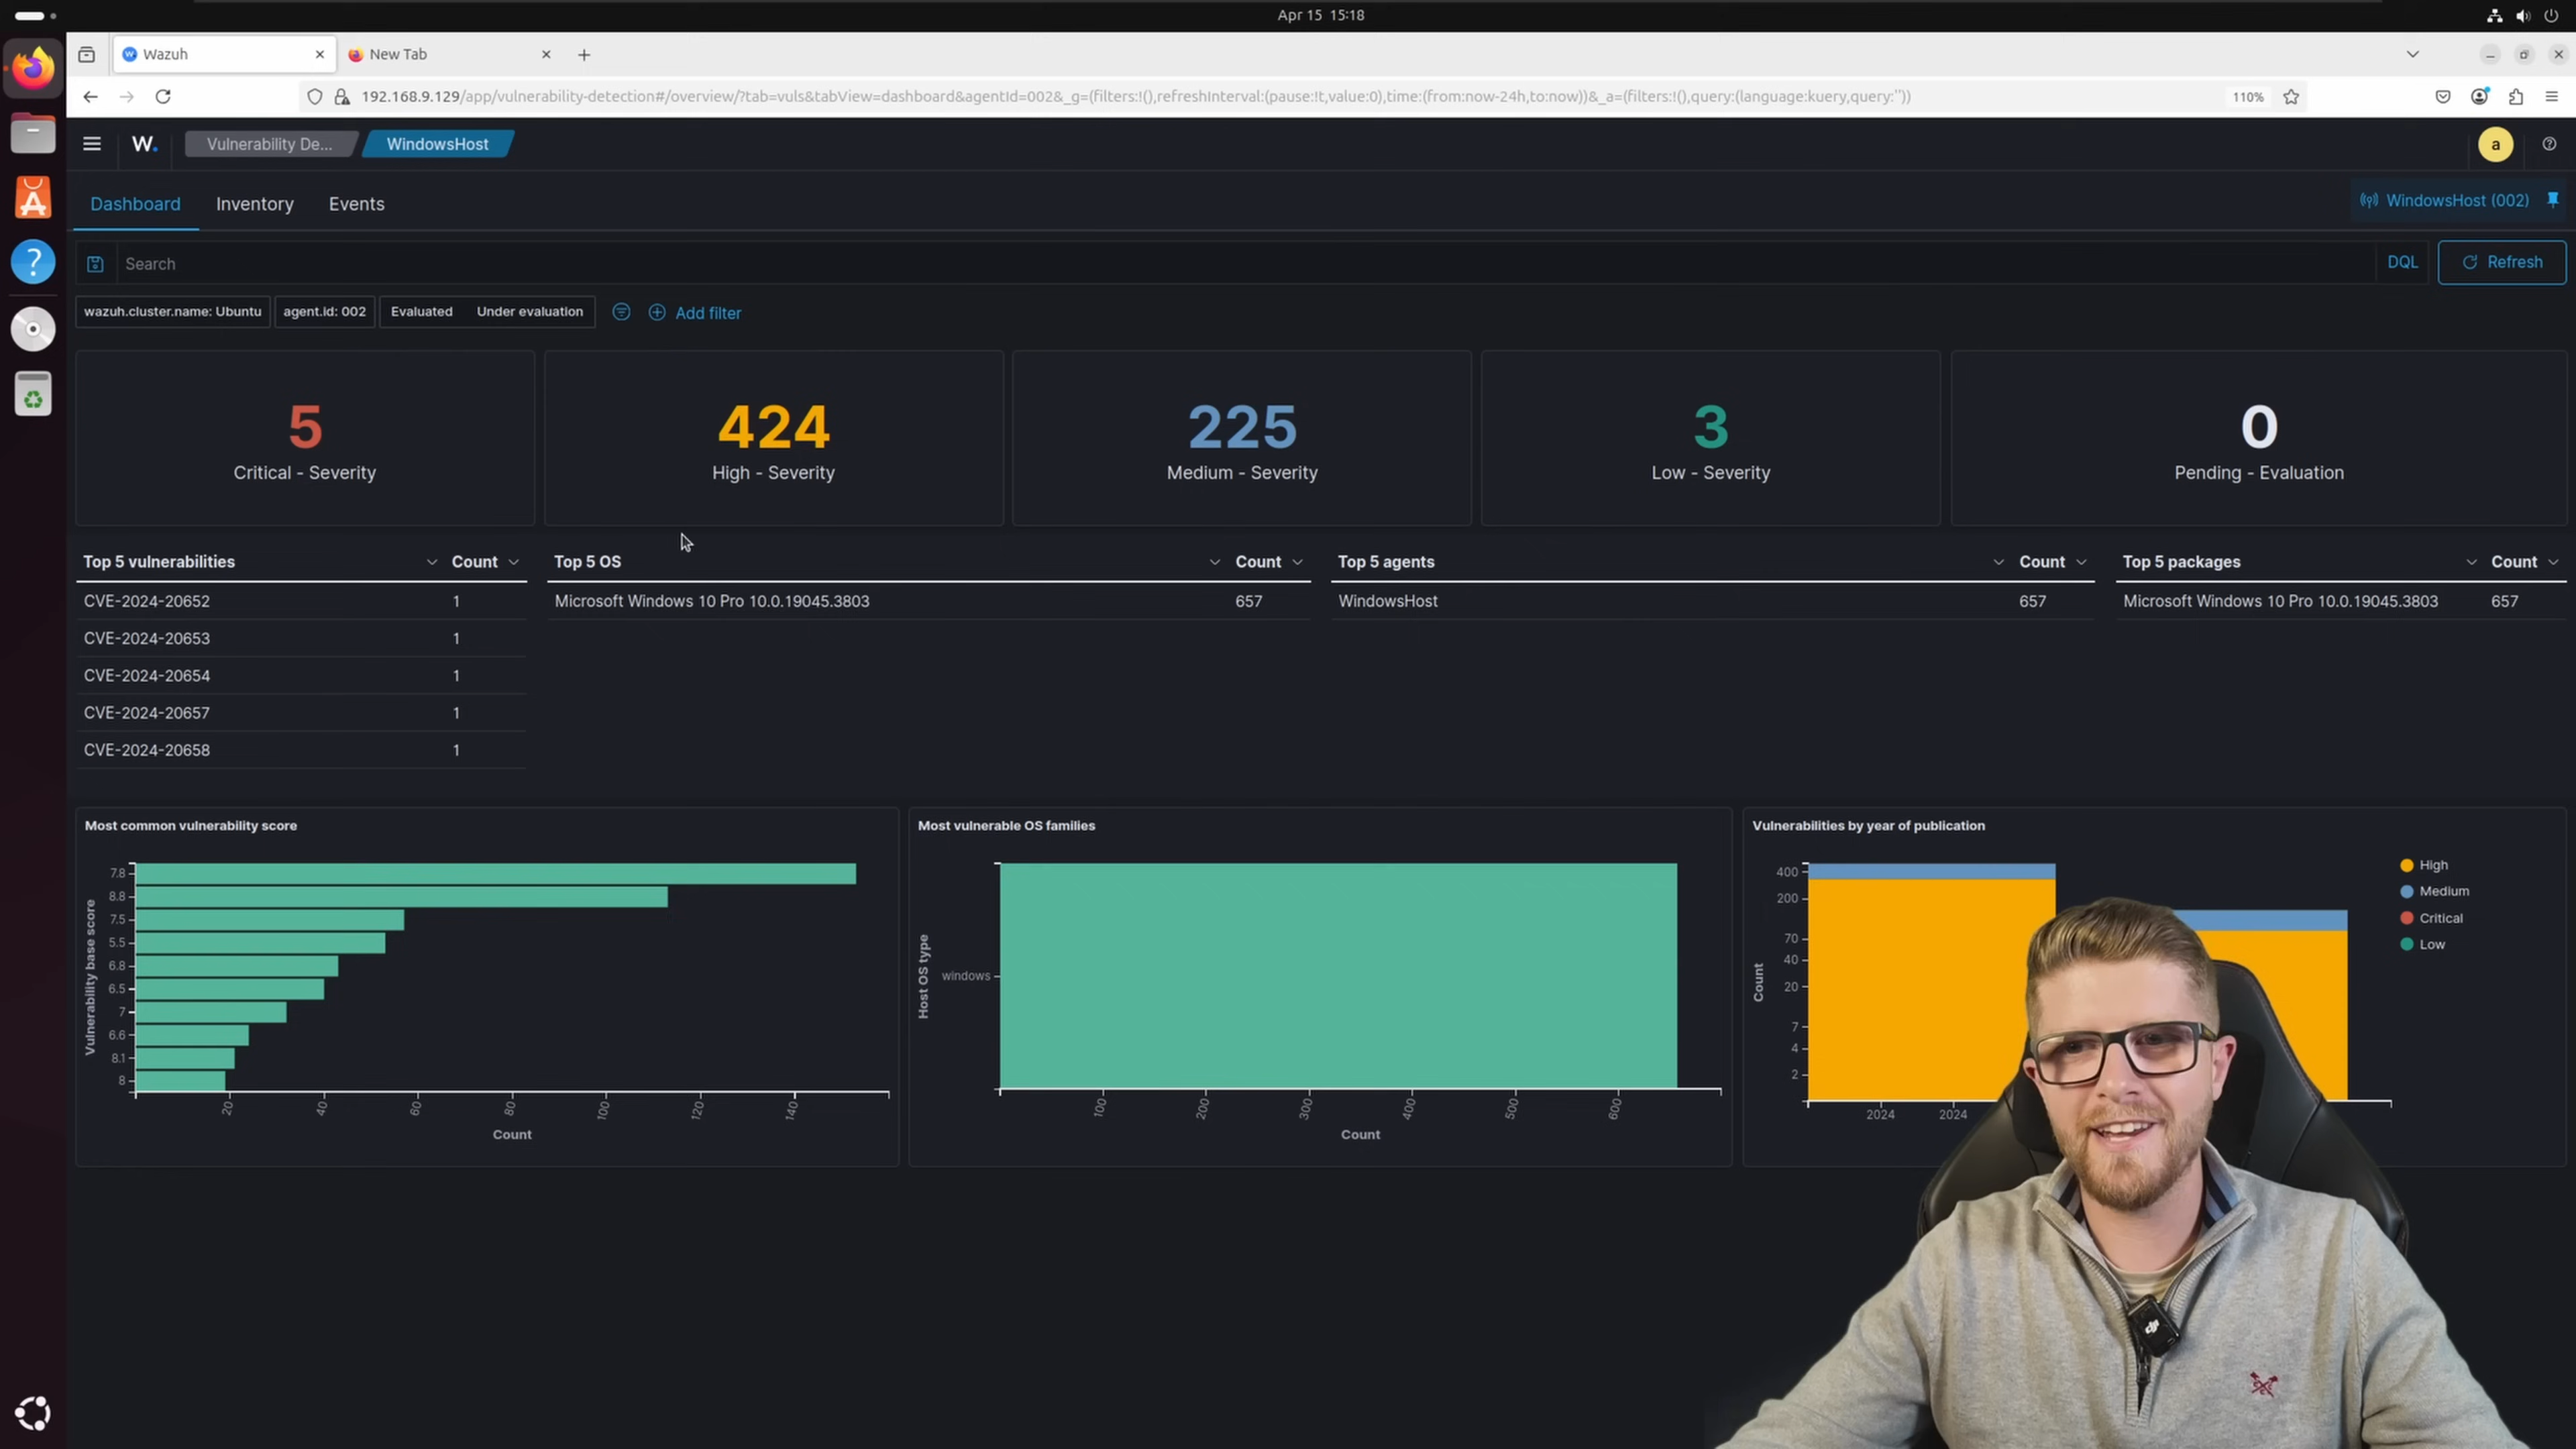 Apr 15 15:18
Wazuh
New Tab
192.168.9.129/app/vulnerability-detection#/overview/?tab=vuls&tabView=dashboard&agentId=002&_g=(filters:!(),refreshInterval:(pause:!t,value:0),time:(from:now-24h,to:now))&_a=(filters:!(),query:(language:kuery,query:''))
110%
W.
Vulnerability De...
WindowsHost
a
Dashboard
Inventory
Events
WindowsHost (002)
Search
DQL
Refresh
wazuh.cluster.name: Ubuntu
agent.id: 002
Evaluated
Under evaluation
Add filter
5
Critical - Severity
424
High - Severity
225
Medium - Severity
3
Low - Severity
0
Pending - Evaluation
Top 5 vulnerabilities Count
CVE-2024-20652 1
CVE-2024-20653 1
CVE-2024-20654 1
CVE-2024-20657 1
CVE-2024-20658 1
Top 5 OS Count
Microsoft Windows 10 Pro 10.0.19045.3803 657
Top 5 agents Count
WindowsHost 657
Top 5 packages Count
Microsoft Windows 10 Pro 10.0.19045.3803 657
Most common vulnerability score
Vulnerability base score
7.8
8.8
7.5
5.5
6.8
6.5
7
6.6
8.1
8
20 40 60 80 100 120 140
Count
Most vulnerable OS families
Host OS type
windows
100 200 300 400 500 600
Count
Vulnerabilities by year of publication
Count
400
200
70
40
20
7
4
2
2024 2024
High
Medium
Critical
Low
dji